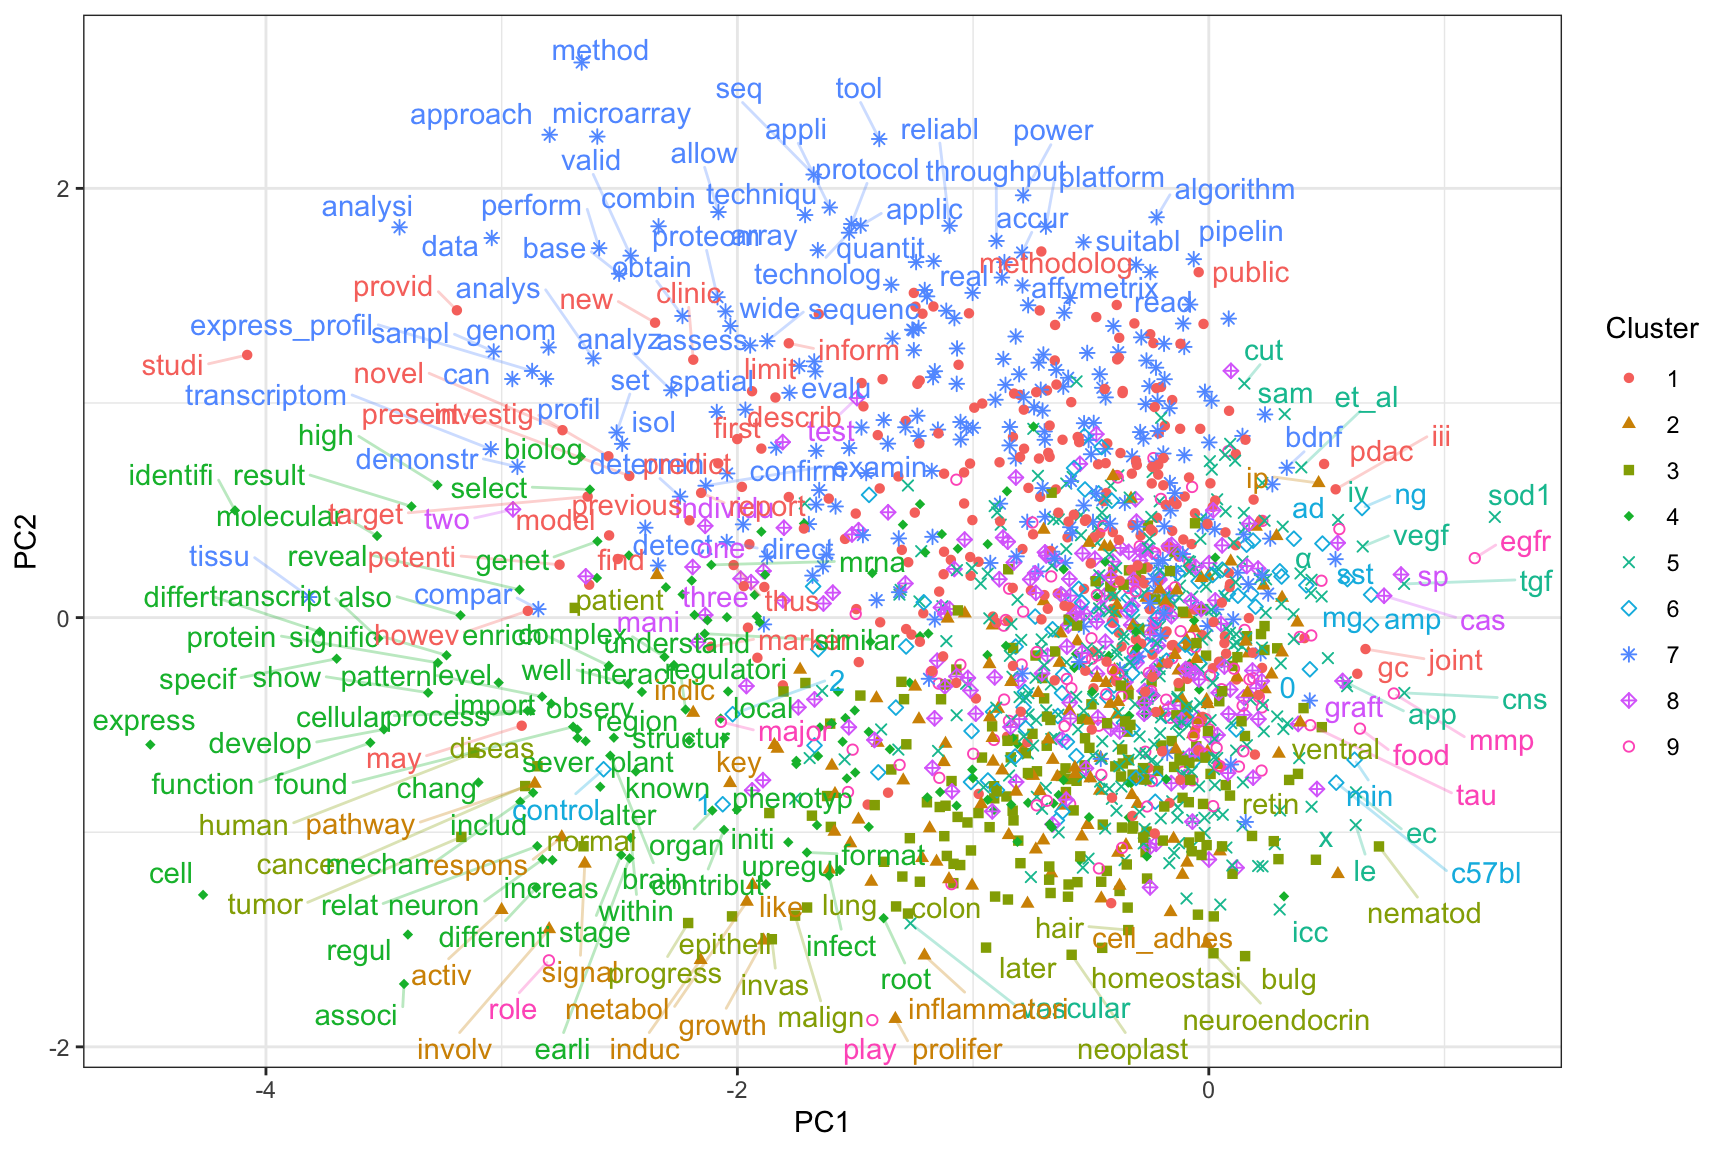 method
seq
tool
approach
microarray
appli
reliabl
power
valid
allow
protocol
throughput
platform
algorithm
analysi
perform
combin
techniqu
applic
accur
data
base
proteom
array
quantit
suitabl
pipelin
obtain
technolog
real
methodolog
public
provid
analys
new
clinic
wide
sequenc
affymetrix
read
express_profil
sampl
genom
analyz
assess
inform
cut
studi
novel
can
set
spatial
limit
evalu
sam
et_al
transcriptom
present
investig
profil
isol
first
describ
test
bdnf
iii
high
biolog
demonstr
determin
predict
confirm
examin
pdac
identifi
result
select
ip
iv
ng
sod1
molecular
target
two
model
previous
individu
report
ad
vegf
egfr
tissu
reveal
potenti
genet
find
detect
one
direct
mrna
α
sst
sp
tgf
differ
transcript
also
compar
patient
three
thus
mani
mg
amp
cas
protein
signific
howev
enrich
complex
understand
marker
similar
joint
specif
show
pattern
level
well
interact
regulatori
indic
2
gc
0
cns
express
cellular
process
import
observ
region
local
major
graft
app
mmp
develop
may
diseas
structur
ventral
food
function
found
chang
sever
plant
key
known
tau
human
pathway
includ
control
1
phenotyp
alter
retin
min
ec
cancer
mechan
respons
normal
organ
initi
format
x
cell
tumor
relat
neuron
increas
brain
contribut
upregul
le
c57bl
regul
differenti
stage
within
like
lung
colon
nematod
activ
signal
progress
epitheli
infect
hair
cell_adhes
icc
associ
role
metabol
growth
invas
malign
root
inflammatori
vascular
later
homeostasi
bulg
neuroendocrin
involv
earli
induc
play
prolifer
neoplast
2
0
-2
PC2
-4
-2
0
PC1
Cluster
1
2
3
4
5
6
7
8
9